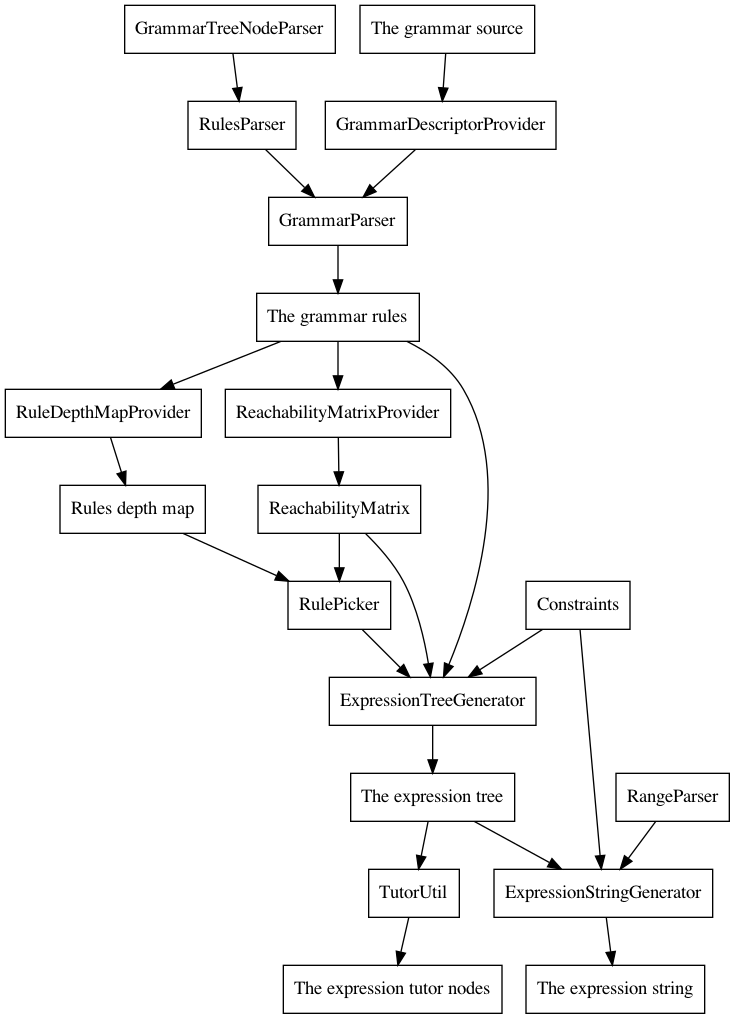 GrammarTreeNodeParser
The grammar source
RulesParser
GrammarDescriptorProvider
GrammarParser
The grammar rules
RuleDepthMapProvider
ReachabilityMatrixProvider
Rules depth map
ReachabilityMatrix
RulePicker
Constraints
ExpressionTreeGenerator
The expression tree
RangeParser
TutorUtil
ExpressionStringGenerator
The expression tutor nodes
The expression string